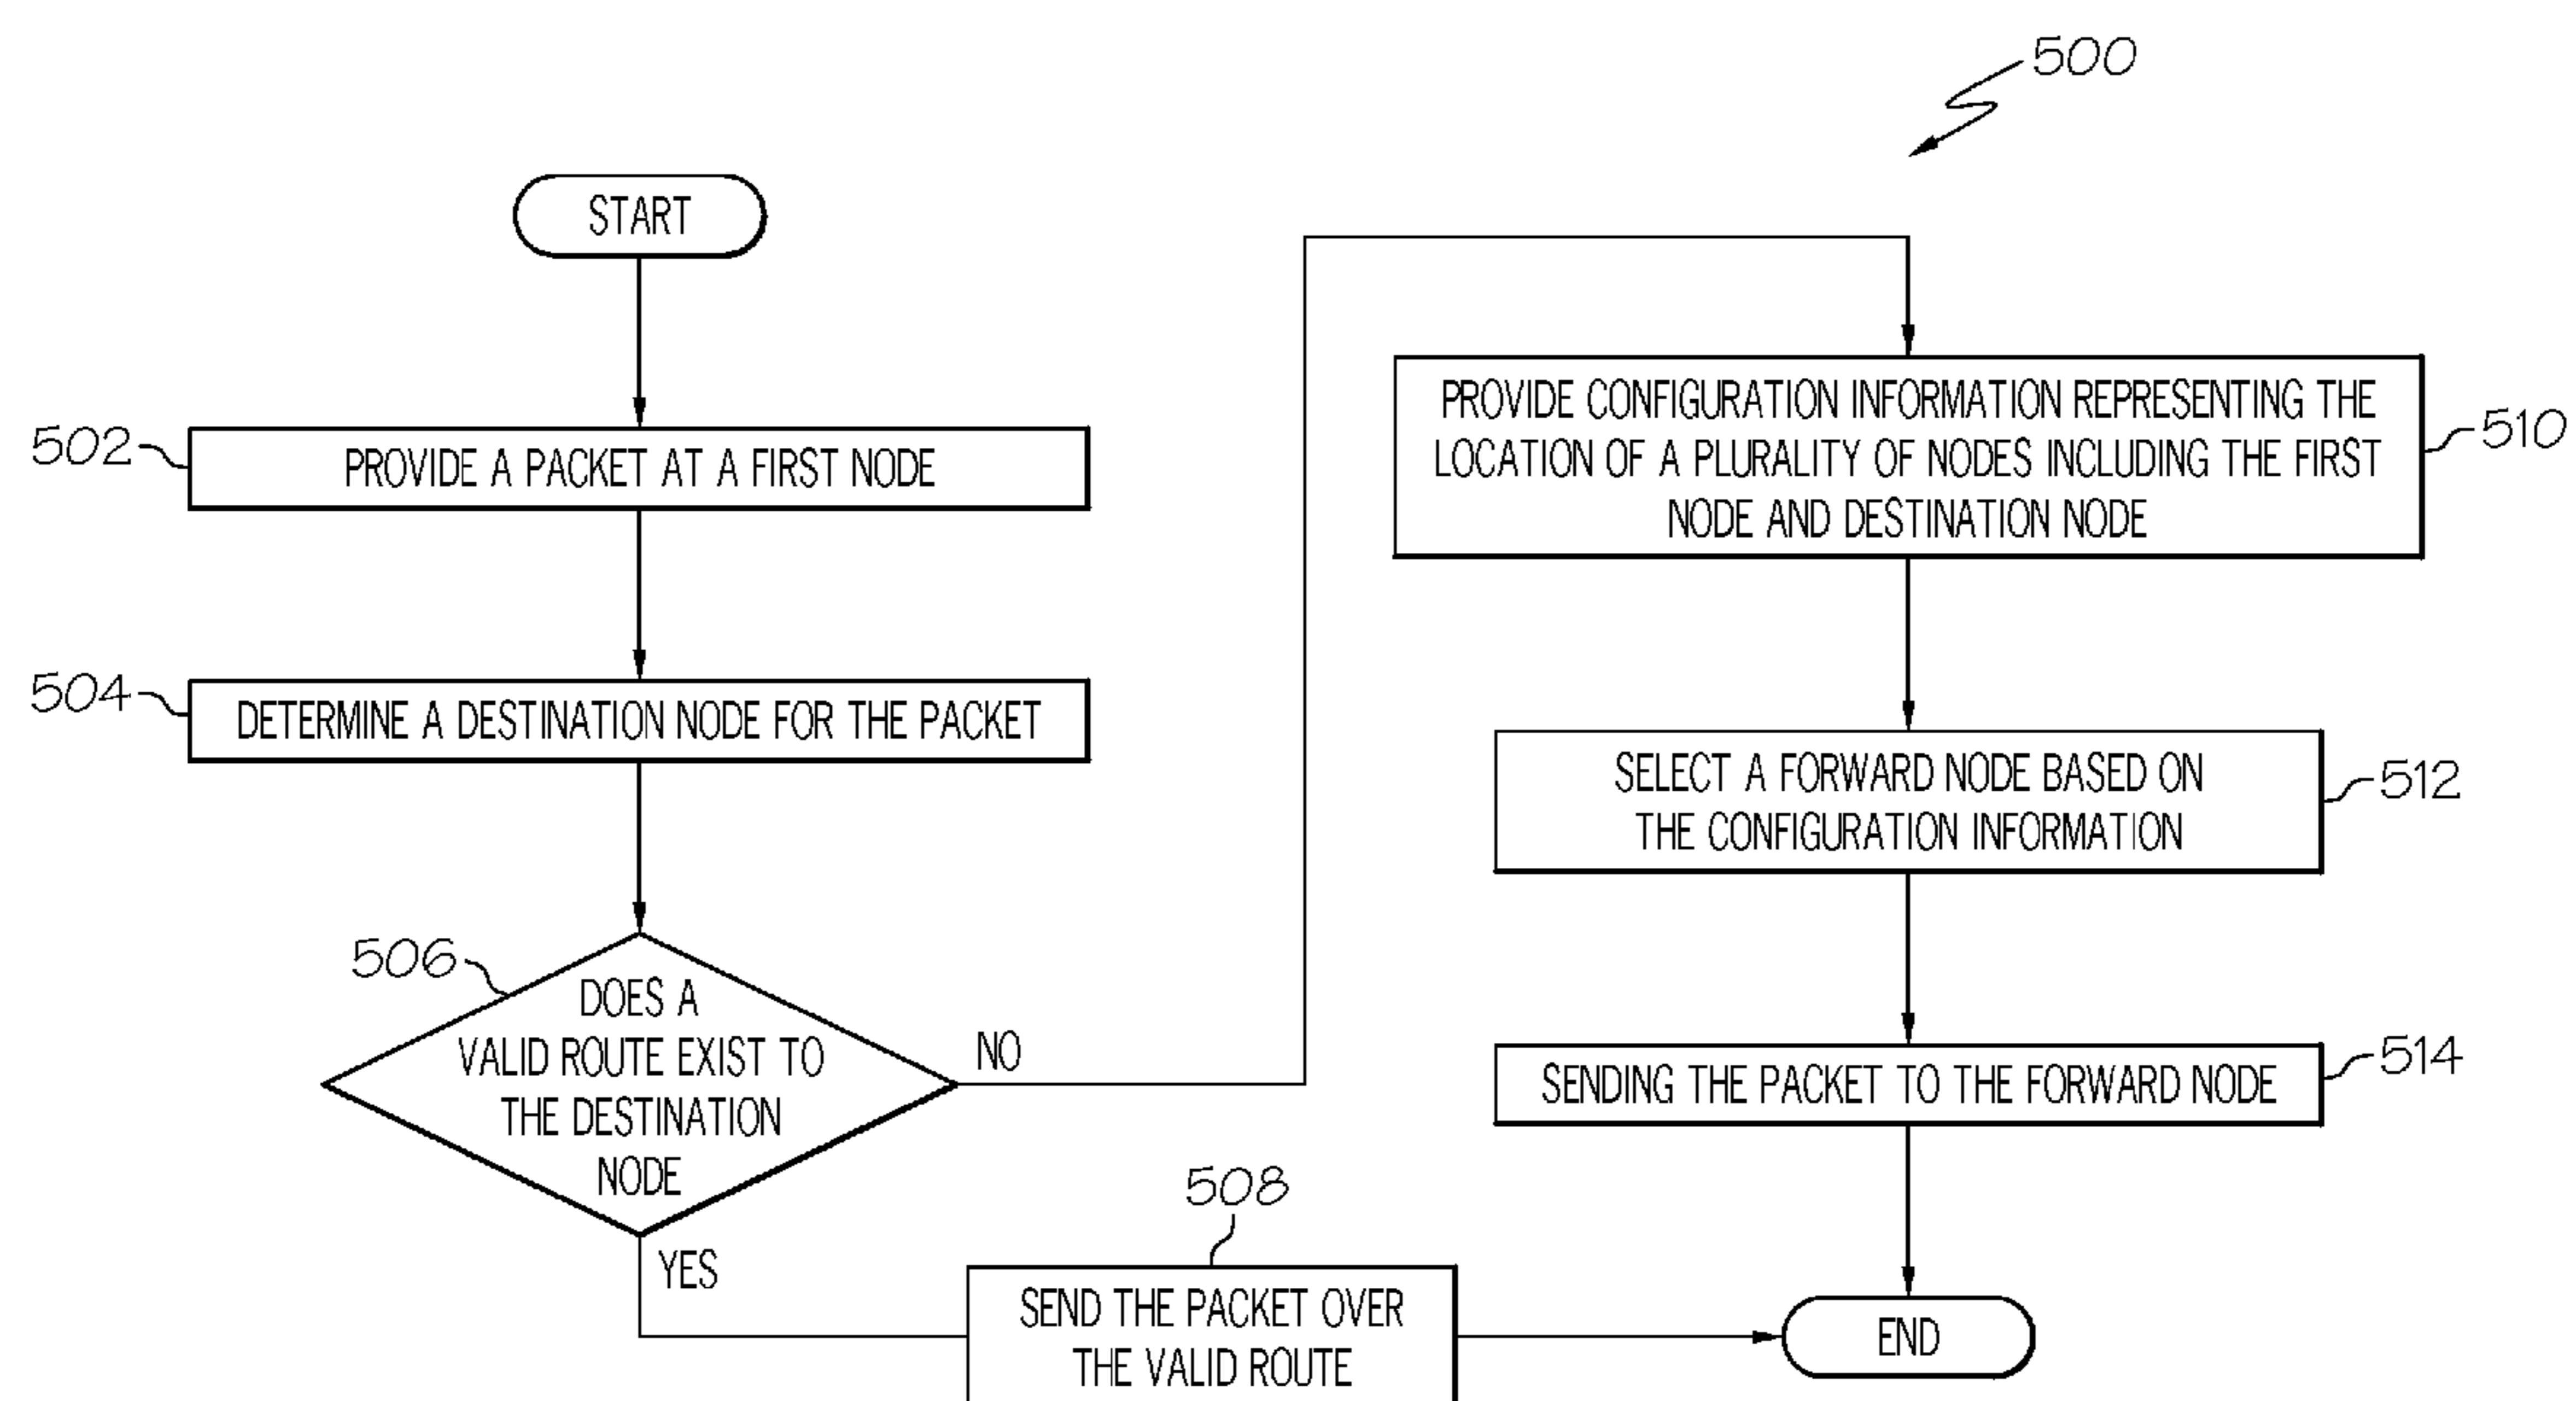 500
START
502
PROVIDE A PACKET AT A FIRST NODE
504
DETERMINE A DESTINATION NODE FOR THE PACKET
506
DOES A
VALID ROUTE EXIST TO
THE DESTINATION
NODE
NO
YES
508
SEND THE PACKET OVER
THE VALID ROUTE
PROVIDE CONFIGURATION INFORMATION REPRESENTING THE
LOCATION OF A PLURALITY OF NODES INCLUDING THE FIRST
NODE AND DESTINATION NODE
510
SELECT A FORWARD NODE BASED ON
THE CONFIGURATION INFORMATION
512
SENDING THE PACKET TO THE FORWARD NODE
514
END